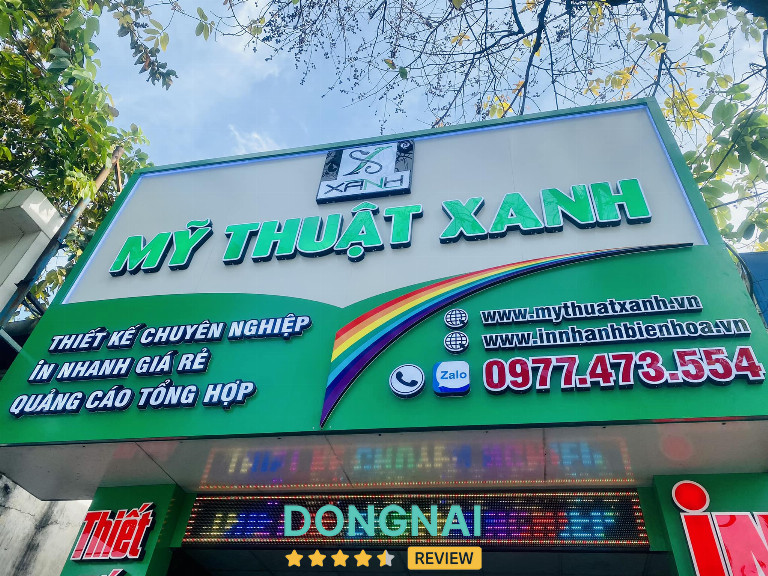 XANH
MỸ THUẬT XANH
THIẾT KẾ CHUYÊN NGHIỆP
IN NHANH GIÁ RẺ
QUẢNG CÁO TỔNG HỢP
www.mythuatxanh.vn
www.innhanhbienhoa.vn
Zalo
0977.473.554
Thiết
in
DONGNAI
REVIEW